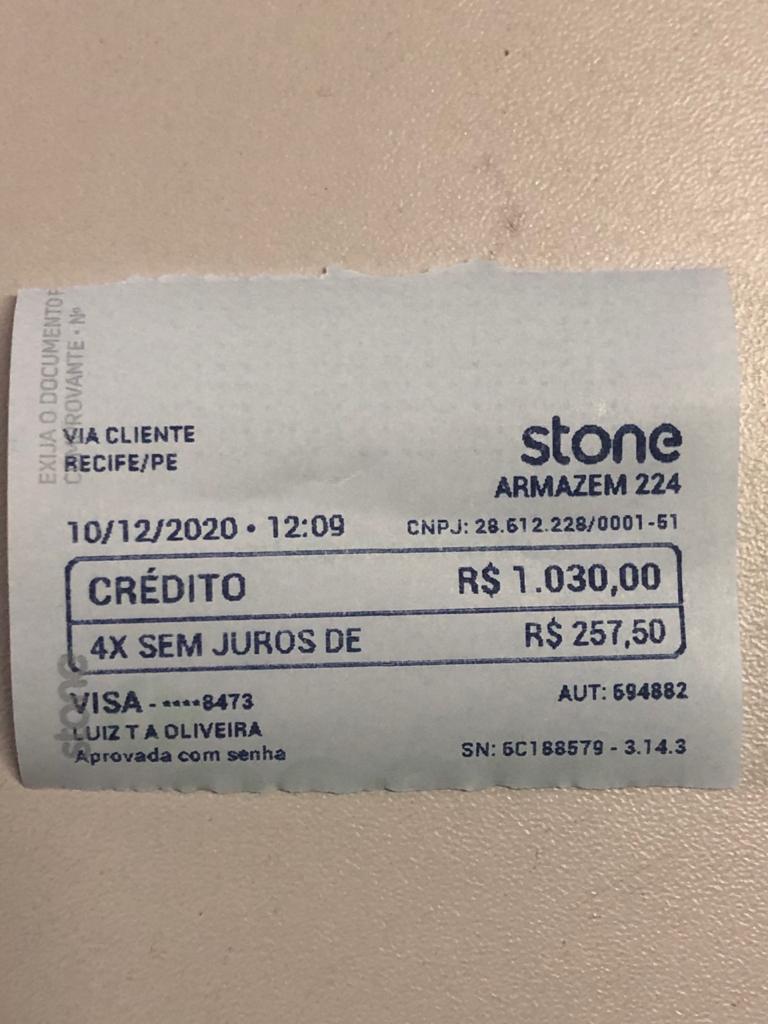 EXIJA O DOCUMENTO F
COMPROVANTE • Nº
VIA CLIENTE
RECIFE/PE
stone
ARMAZEM 224
10/12/2020 • 12:09
CNPJ: 28.612.228/0001-51
CRÉDITO
R$ 1.030,00
4X SEM JUROS DE
R$ 257,50
VISA - ****8473
AUT: 694882
LUIZ T A OLIVEIRA
Aprovada com senha
SN: 6C188579 - 3.14.3
stone